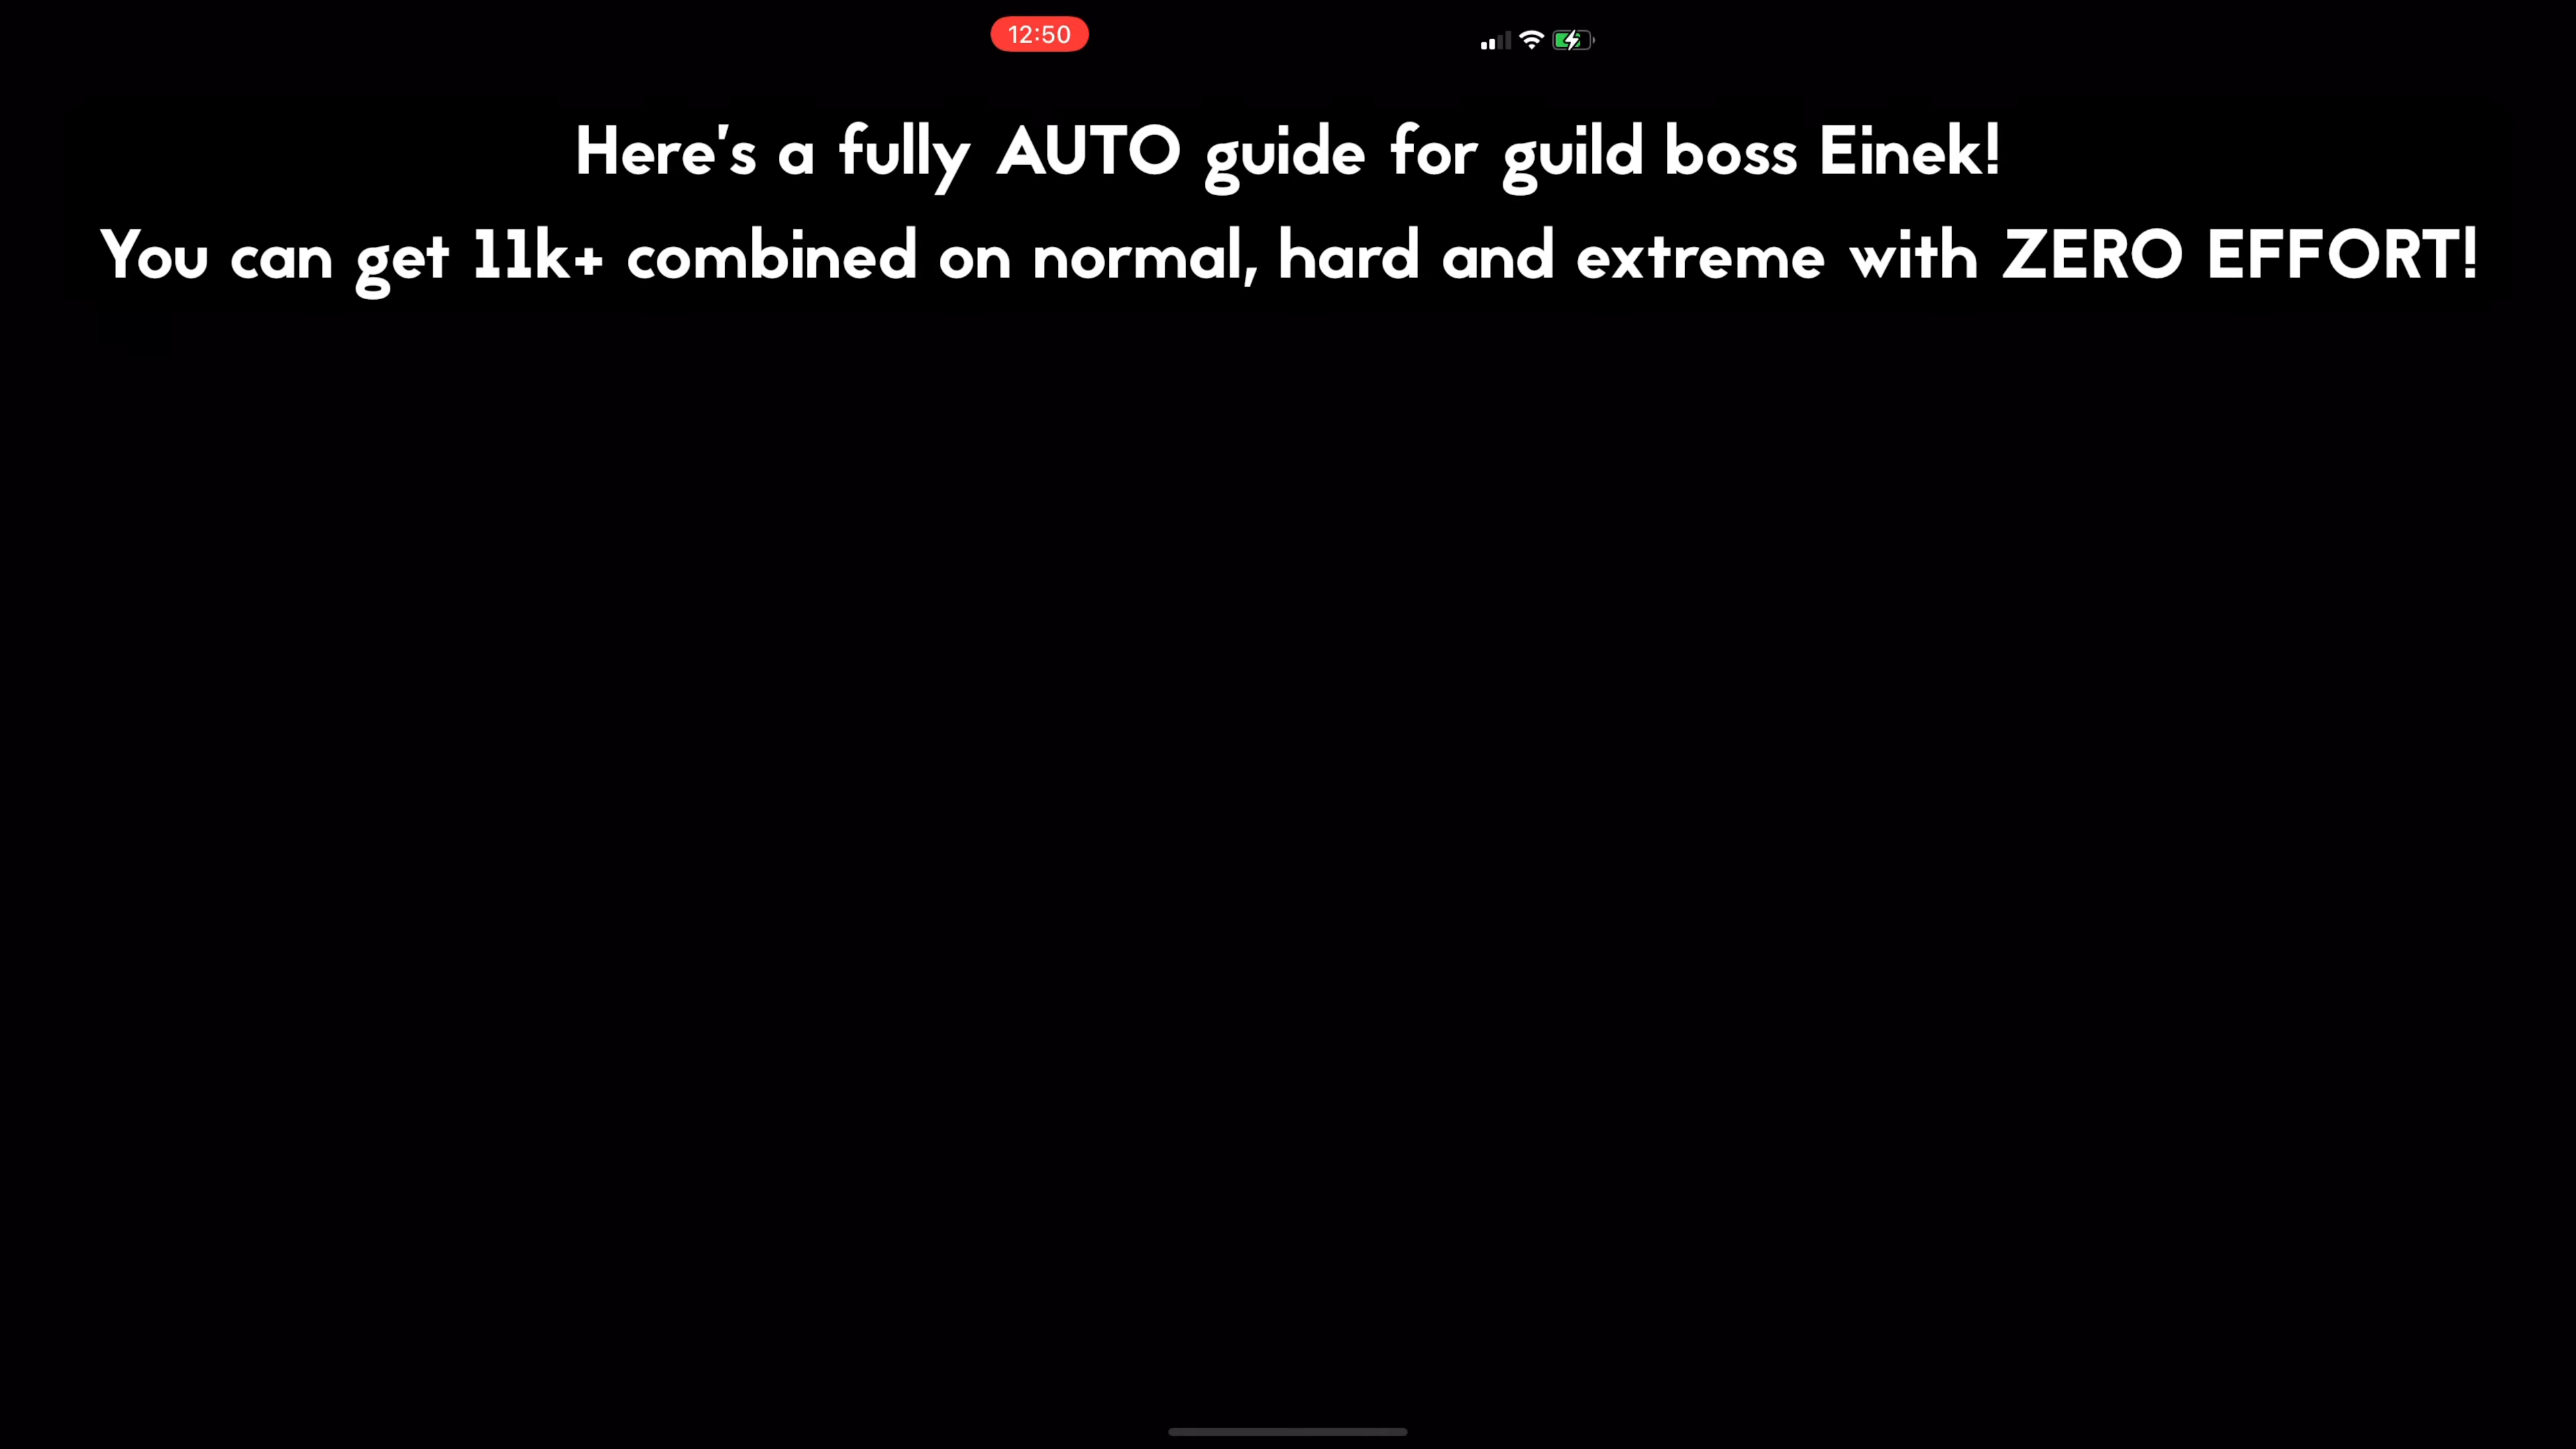 12:50
Here's a fully AUTO guide for guild boss Einek!
You can get 11k+ combined on normal, hard and extreme with ZERO EFFORT!